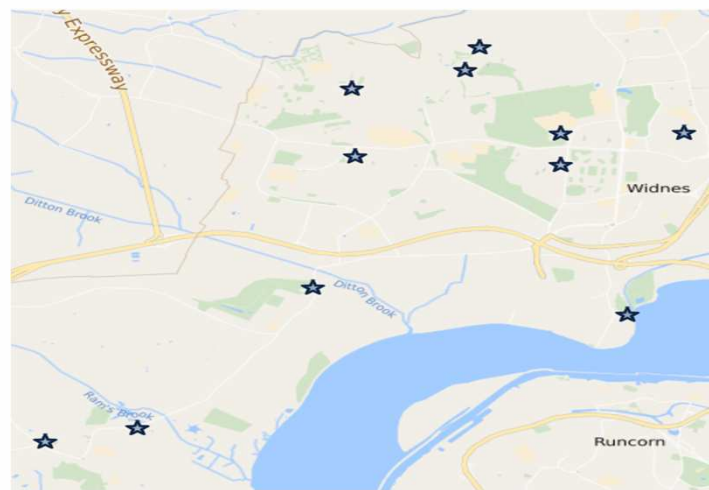 y Expressway
Ditton Brook
Widnes
Ditton Brook
Ram's Brook
Runcorn